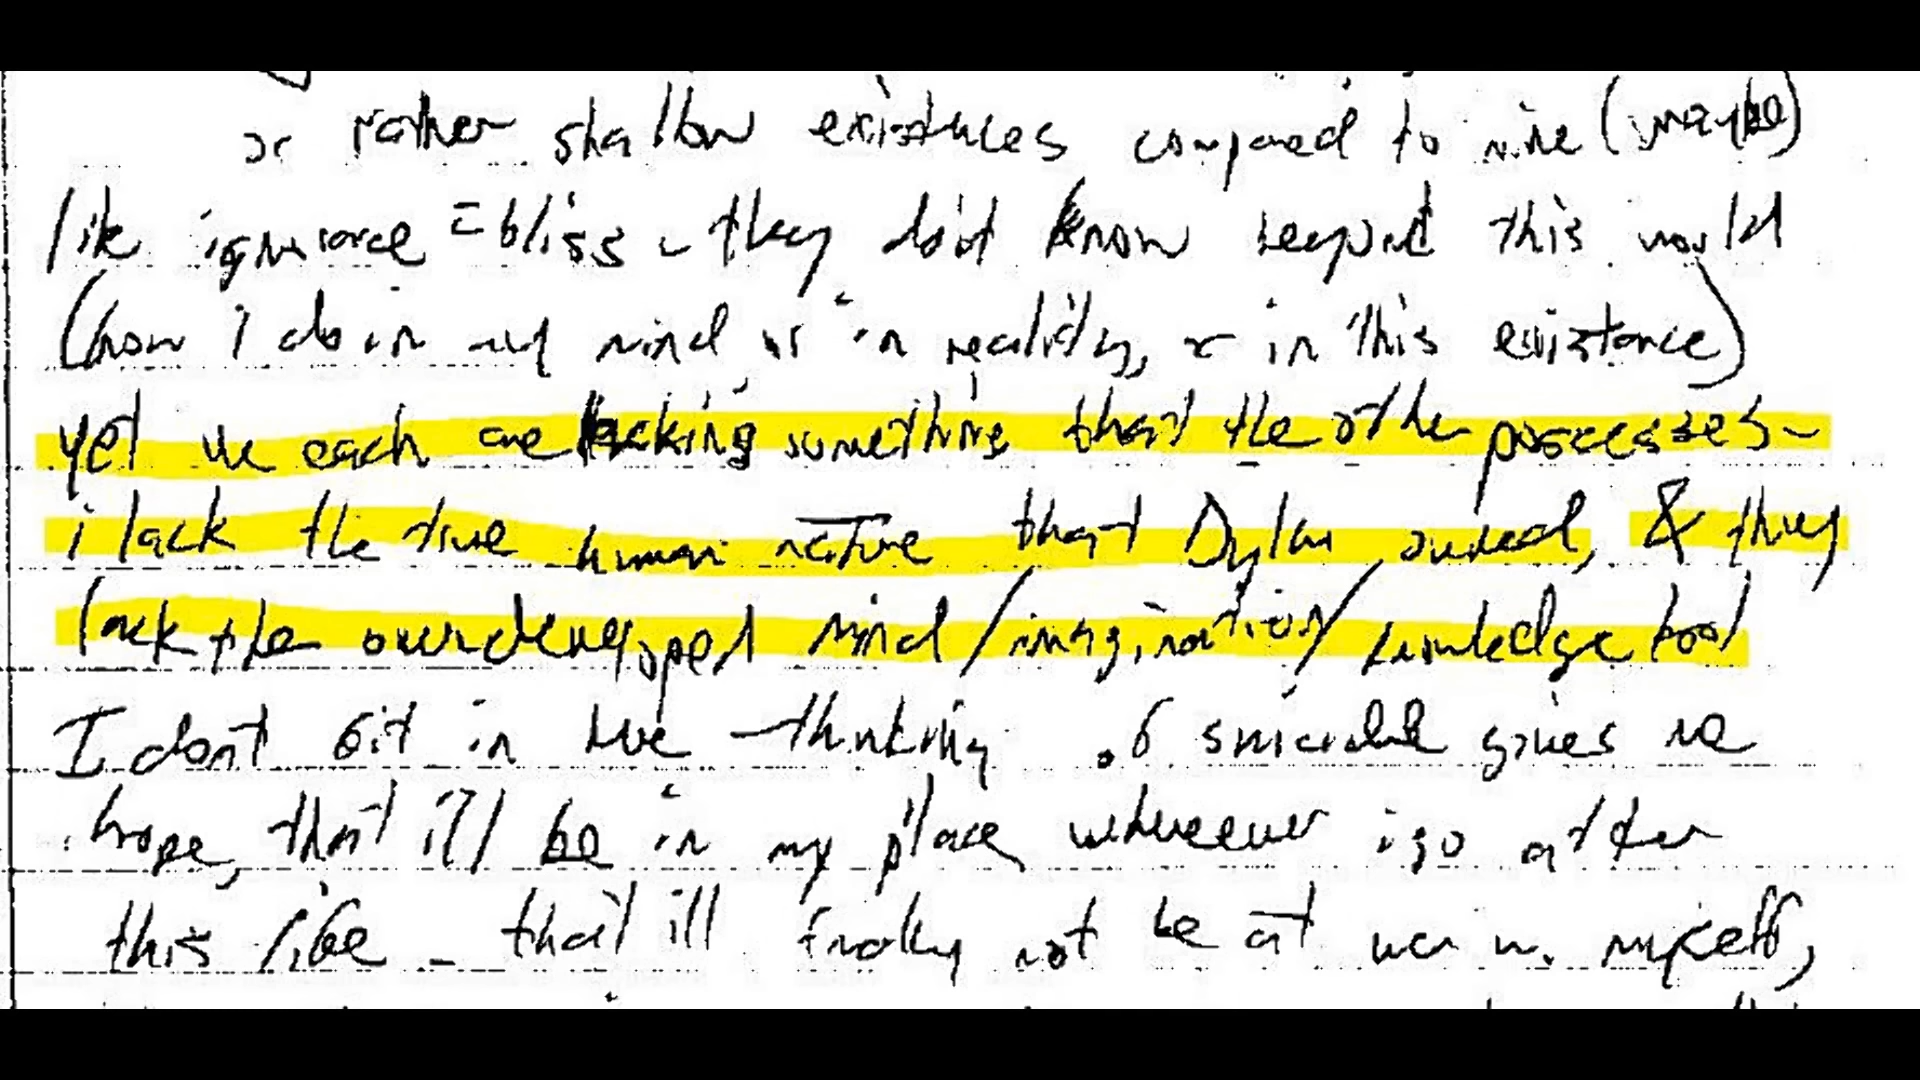 & rather shallow existences compared to mine (maybe)
like ignorance = bliss - they don't know beyond this world
(how I do in my mind or in reality, or in this existence)
yet we each are lacking something that the other possesses-
i lack the true human nature that Dylan owned, & they
lack the overdeveloped mind/imagination/knowledge tool
I don't fit in here thinking of suicide gives me
hope, that i'll be in my place wherever i go after
this life - that ill finally not be at war w. myself,